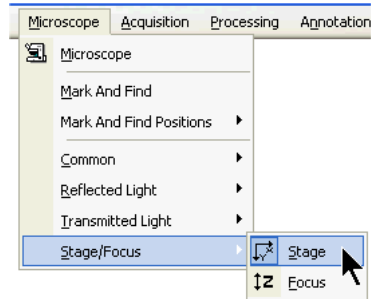 Microscope Acquisition Processing Annotation
Microscope
Mark And Find
Mark And Find Positions
Common
Reflected Light
Transmitted Light
Stage/Focus
Stage
Z Focus